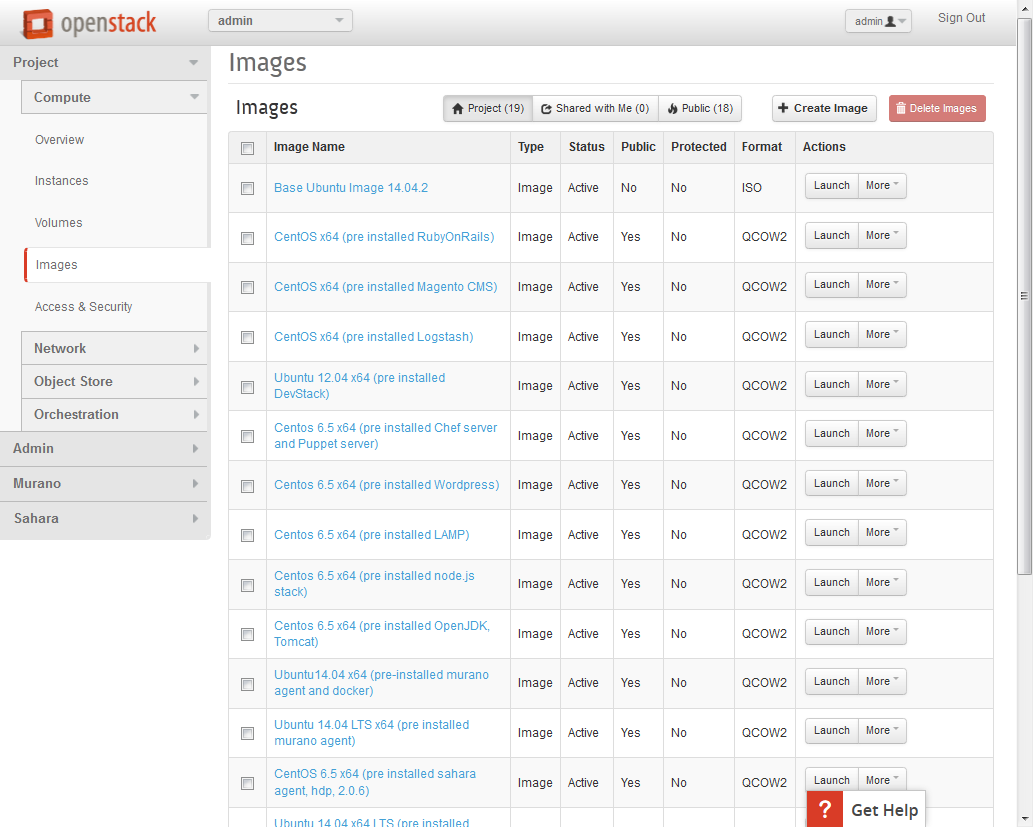 openstack
admin
admin
Sign Out
Project
Compute
Overview
Instances
Volumes
Images
Access & Security
Network
Object Store
Orchestration
Admin
Murano
Sahara
Images
Images
Project (19) Shared with Me (0) Public (18)
Create Image
Delete Images
Image Name Type Status Public Protected Format Actions
Base Ubuntu Image 14.04.2 Image Active No No ISO Launch More
CentOS x64 (pre installed RubyOnRails) Image Active Yes No QCOW2 Launch More
CentOS x64 (pre installed Magento CMS) Image Active Yes No QCOW2 Launch More
CentOS x64 (pre installed Logstash) Image Active Yes No QCOW2 Launch More
Ubuntu 12.04 x64 (pre installed
DevStack) Image Active Yes No QCOW2 Launch More
Centos 6.5 x64 (pre installed Chef server
and Puppet server) Image Active Yes No QCOW2 Launch More
Centos 6.5 x64 (pre installed Wordpress) Image Active Yes No QCOW2 Launch More
Centos 6.5 x64 (pre installed LAMP) Image Active Yes No QCOW2 Launch More
Centos 6.5 x64 (pre installed node.js
stack) Image Active Yes No QCOW2 Launch More
Centos 6.5 x64 (pre installed OpenJDK,
Tomcat) Image Active Yes No QCOW2 Launch More
Ubuntu14.04 x64 (pre-installed murano
agent and docker) Image Active Yes No QCOW2 Launch More
Ubuntu 14.04 LTS x64 (pre installed
murano agent) Image Active Yes No QCOW2 Launch More
CentOS 6.5 x64 (pre installed sahara
agent, hdp, 2.0.6) Image Active Yes No QCOW2 Launch More
Ubuntu 14.04 x64 LTS (pre installed
? Get Help